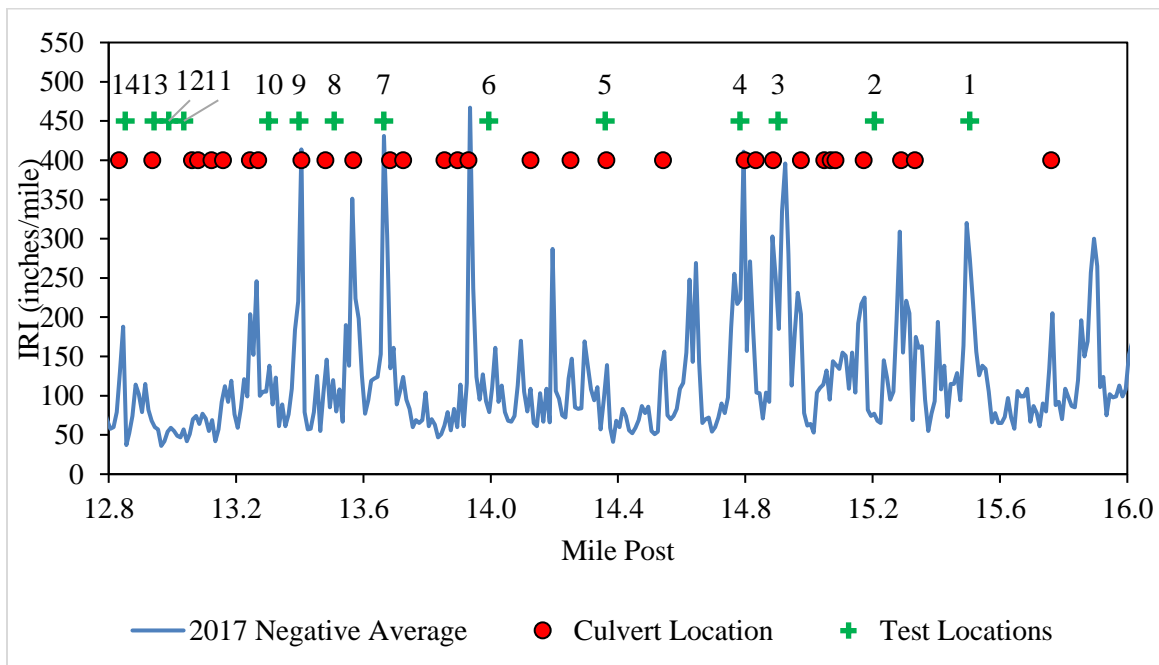 550
500
450
400
350
300
250
200
150
100
50
0
IRI (inches/mile)
14 13 12 11 10 9 8 7 6 5 4 3 2 1
12.8 13.2 13.6 14.0 14.4 14.8 15.2 15.6 16.0
Mile Post
2017 Negative Average Culvert Location Test Locations